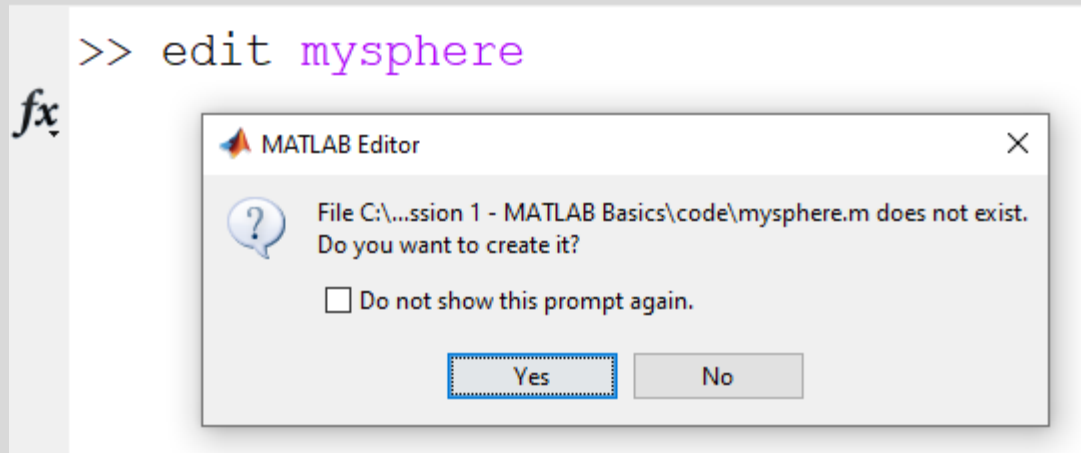 >> edit mysphere
fx
MATLAB Editor
File C:\...ssion 1 - MATLAB Basics\code\mysphere.m does not exist.
Do you want to create it?
Do not show this prompt again.
Yes
No